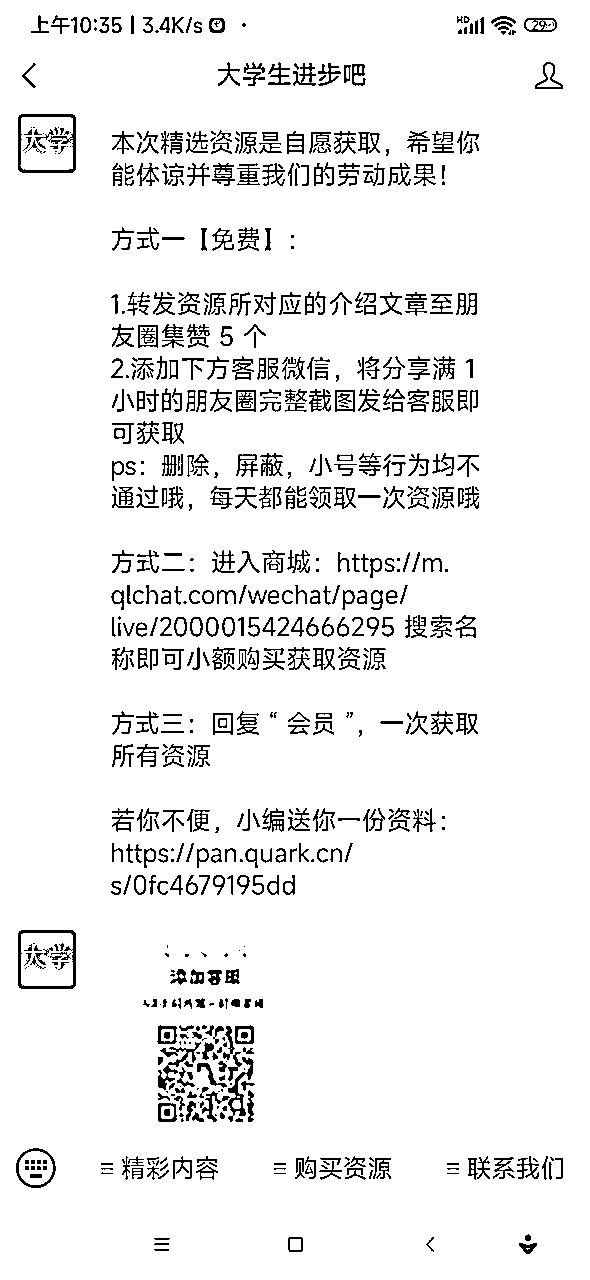 上午10:35 | 3.4K/s
HD
29
大学生进步吧
大学
本次精选资源是自愿获取，希望你
能体谅并尊重我们的劳动成果！
方式一【免费】：
1.转发资源所对应的介绍文章至朋
友圈集赞 5 个
2.添加下方客服微信，将分享满 1
小时的朋友圈完整截图发给客服即
可获取
ps：删除，屏蔽，小号等行为均不
通过哦，每天都能领取一次资源哦
方式二：进入商城：https://m.
qlchat.com/wechat/page/
live/2000015424666295 搜索名
称即可小额购买获取资源
方式三：回复“ 会员 ”，一次获取
所有资源
若你不便，小编送你一份资料：
https://pan.quark.cn/
s/0fc4679195dd
大学
添加客服
精彩内容
购买资源
联系我们